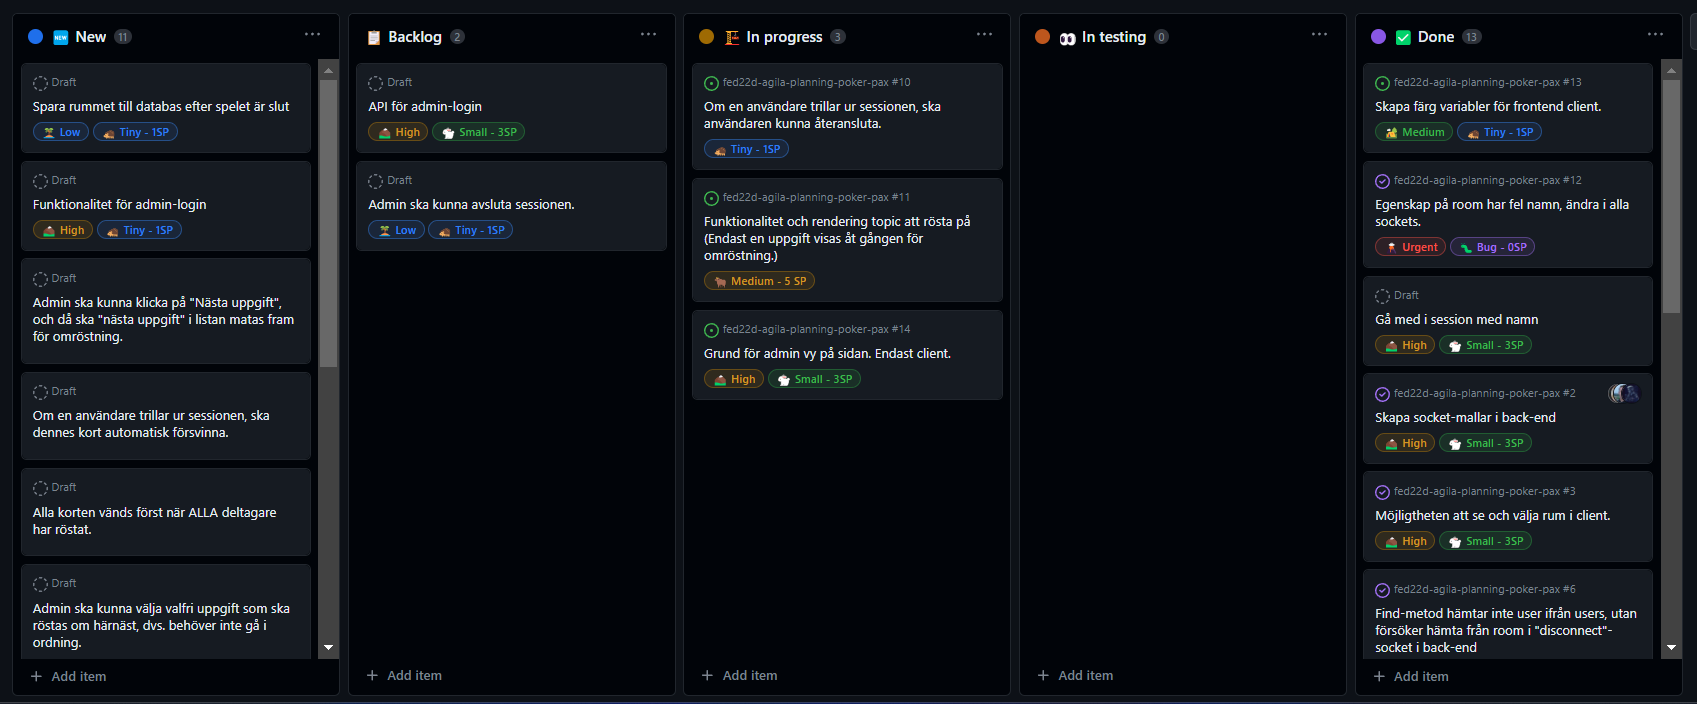 New 11
Draft
Spara rummet till databas efter spelet är slut
Low Tiny - 1SP
Draft
Funktionalitet för admin-login
High Tiny - 1SP
Draft
Admin ska kunna klicka på "Nästa uppgift",
och då ska "nästa uppgift" i listan matas fram
för omröstning.
Draft
Om en användare trillar ur sessionen, ska
dennes kort automatisk försvinna.
Draft
Alla korten vänds först när ALLA deltagare
har röstat.
Draft
Admin ska kunna välja valfri uppgift som ska
röstas om härnäst, dvs. behöver inte gå i
ordning.
+ Add item
Backlog 2
Draft
API för admin-login
High Small - 3SP
Draft
Admin ska kunna avsluta sessionen.
Low Tiny - 1SP
+ Add item
In progress 3
fed22d-agila-planning-poker-pax #10
Om en användare trillar ur sessionen, ska
användaren kunna återansluta.
Tiny - 1SP
fed22d-agila-planning-poker-pax #11
Funktionalitet och rendering topic att rösta på
(Endast en uppgift visas åt gången för
omröstning.)
Medium - 5 SP
fed22d-agila-planning-poker-pax #14
Grund för admin vy på sidan. Endast client.
High Small - 3SP
+ Add item
In testing 0
+ Add item
Done 13
fed22d-agila-planning-poker-pax #13
Skapa färg variabler för frontend client.
Medium Tiny - 1SP
fed22d-agila-planning-poker-pax #12
Egenskap på room har fel namn, ändra i alla
sockets.
Urgent Bug - 0SP
Draft
Gå med i session med namn
High Small - 3SP
fed22d-agila-planning-poker-pax #2
Skapa socket-mallar i back-end
High Small - 3SP
fed22d-agila-planning-poker-pax #3
Möjligtheten att se och välja rum i client.
High Small - 3SP
fed22d-agila-planning-poker-pax #6
Find-metod hämtar inte user ifrån users, utan
försöker hämta från room i "disconnect"-
socket i back-end
+ Add item